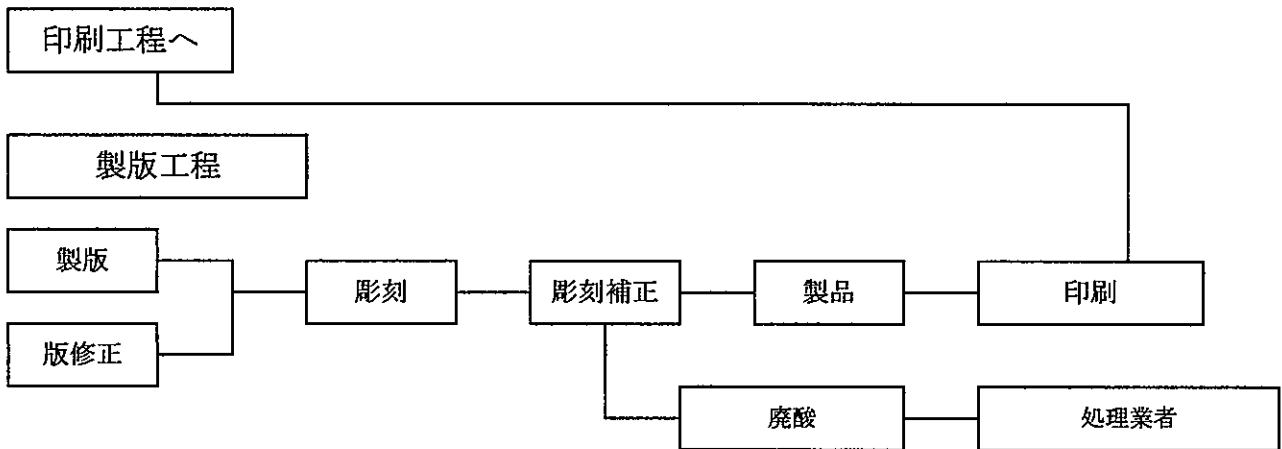 印刷工程へ
製版工程
製版
版修正
彫刻
彫刻補正
製品
印刷
廃酸
処理業者